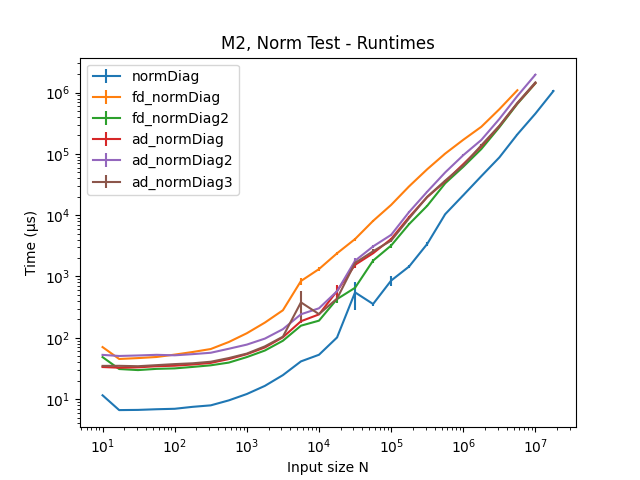 M2, Norm Test - Runtimes
normDiag
fd_normDiag
fd_normDiag2
ad_normDiag
ad_normDiag2
ad_normDiag3
Time (μs)
10⁶
10⁵
10⁴
10³
10²
10¹
10¹ 10² 10³ 10⁴ 10⁵ 10⁶ 10⁷
Input size N